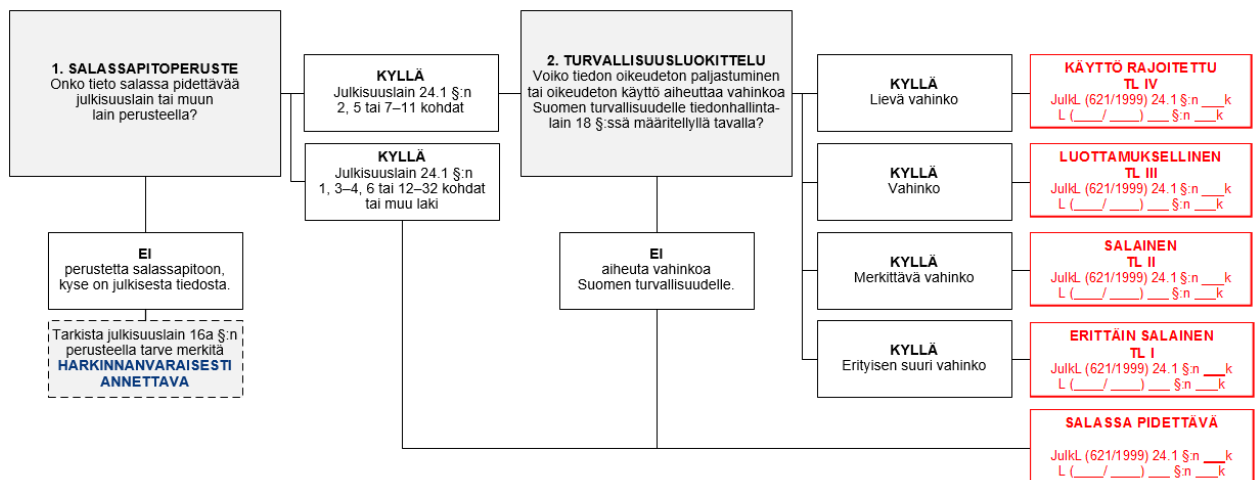 1. SALASSAPITOPERUSTE
Onko tieto salassa pidettävää
julkisuuslain tai muun
lain perusteella?
KYLLÄ
Julkisuuslain 24.1 §:n
2, 5 tai 7–11 kohdat
KYLLÄ
Julkisuuslain 24.1 §:n
1, 3–4, 6 tai 12–32 kohdat
tai muu laki
EI
perustetta salassapitoon,
kyse on julkisesta tiedosta.
Tarkista julkisuuslain 16a §:n
perusteella tarve merkitä
HARKINNANVARAISESTI
ANNETTAVA
2. TURVALLISUUSLUOKITTELU
Voiko tiedon oikeudeton paljastuminen
tai oikeudeton käyttö aiheuttaa vahinkoa
Suomen turvallisuudelle tiedonhallinta-
lain 18 §:ssä määritellyllä tavalla?
EI
aiheuta vahinkoa
Suomen turvallisuudelle.
KYLLÄ
Lievä vahinko
KÄYTTÖ RAJOITETTU
TL IV
JulkL (621/1999) 24.1 §:n ___k
L (____/ ____) ___ §:n ___k
KYLLÄ
Vahinko
LUOTTAMUKSELLINEN
TL III
JulkL (621/1999) 24.1 §:n ___k
L (____/ ____) ___ §:n ___k
KYLLÄ
Merkittävä vahinko
SALAINEN
TL II
JulkL (621/1999) 24.1 §:n ___k
L (____/ ____) ___ §:n ___k
KYLLÄ
Erityisen suuri vahinko
ERITTÄIN SALAINEN
TL I
JulkL (621/1999) 24.1 §:n ___k
L (____/ ____) ___ §:n ___k
SALASSA PIDETTÄVÄ
JulkL (621/1999) 24.1 §:n ___k
L (____/ ____) ___ §:n ___k